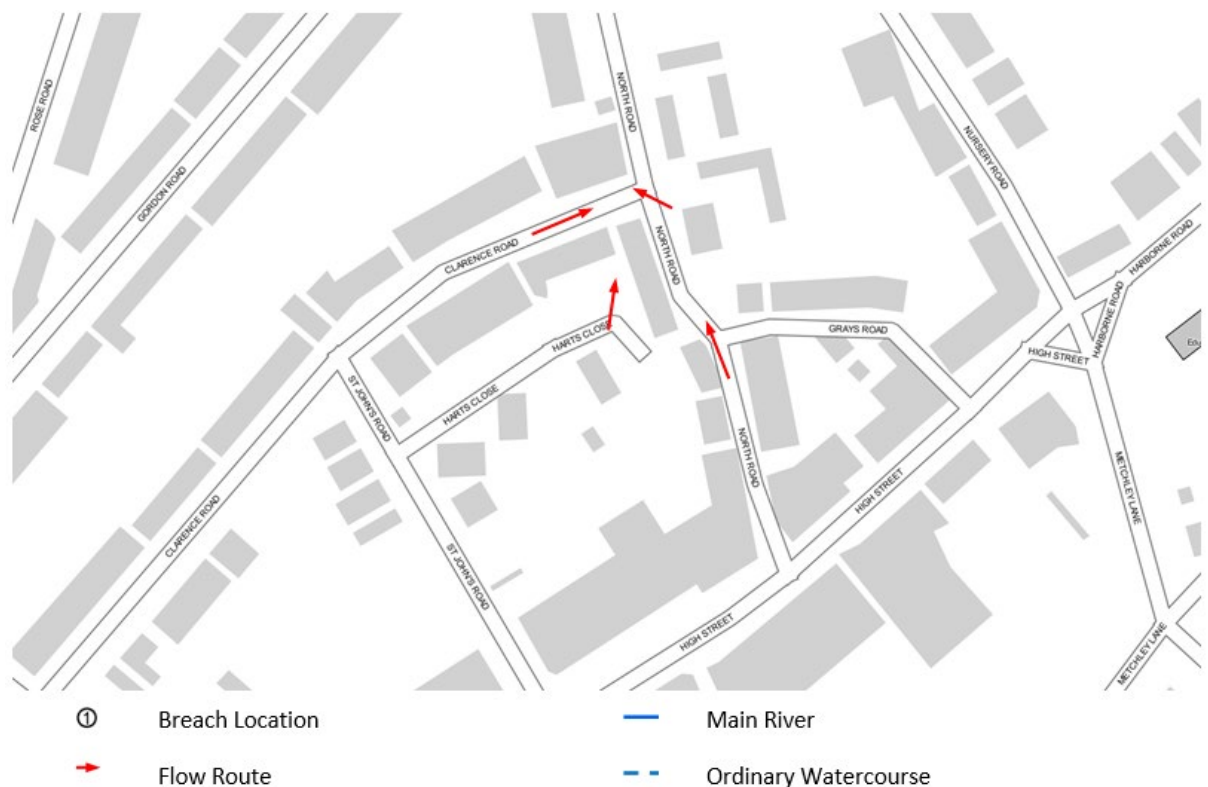 ROSE ROAD
GORDON ROAD
NORTH ROAD
NURSERY ROAD
HARBORNE ROAD
CLARENCE ROAD
NORTH ROAD
HARBORNE ROAD
GRAYS ROAD
HARTS CLOSE
HIGH STREET
Edu
ST JOHN'S ROAD
HARTS CLOSE
NORTH ROAD
HIGH STREET
METCHLEY LANE
CLARENCE ROAD
ST JOHN'S ROAD
HIGH STREET
METCHLEY LANE
1 Breach Location
Main River
Flow Route
Ordinary Watercourse